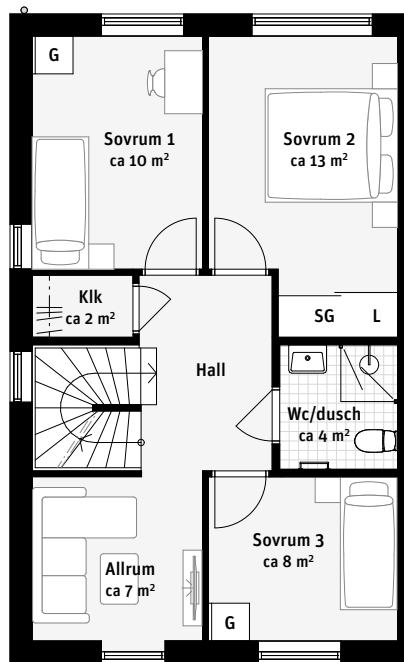 G
Sovrum 1
ca 10 m²
Sovrum 2
ca 13 m²
Klk
ca 2 m²
SG
L
Hall
Wc/dusch
ca 4 m²
Allrum
ca 7 m²
Sovrum 3
ca 8 m²
G